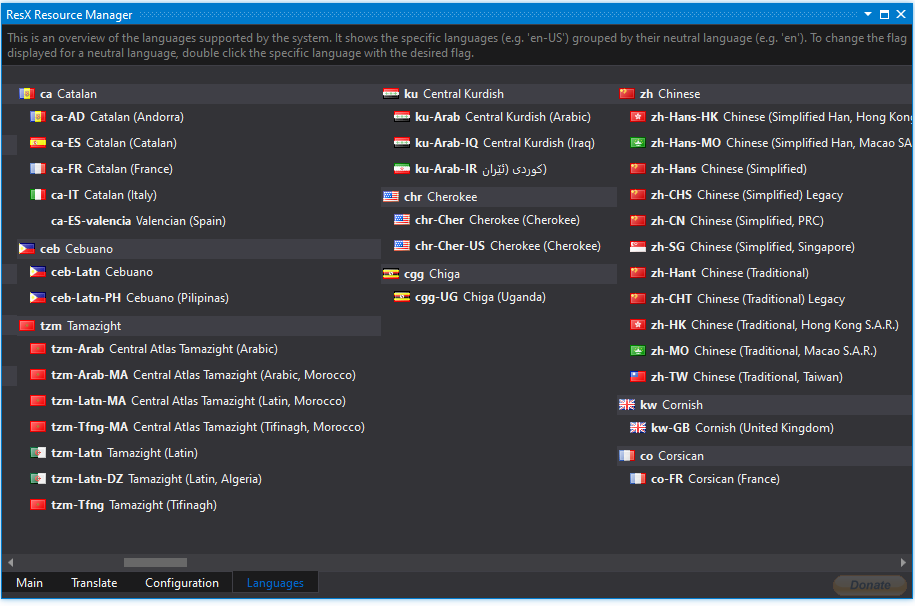 ResX Resource Manager
This is an overview of the languages supported by the system. It shows the specific languages (e.g. 'en-US') grouped by their neutral language (e.g. 'en'). To change the flag
displayed for a neutral language, double click the specific language with the desired flag.
ca Catalan
ca-AD Catalan (Andorra)
ca-ES Catalan (Catalan)
ca-FR Catalan (France)
ca-IT Catalan (Italy)
ca-ES-valencia Valencian (Spain)
ceb Cebuano
ceb-Latn Cebuano
ceb-Latn-PH Cebuano (Pilipinas)
tzm Tamazight
tzm-Arab Central Atlas Tamazight (Arabic)
tzm-Arab-MA Central Atlas Tamazight (Arabic, Morocco)
tzm-Latn-MA Central Atlas Tamazight (Latin, Morocco)
tzm-Tfng-MA Central Atlas Tamazight (Tifinagh, Morocco)
tzm-Latn Tamazight (Latin)
tzm-Latn-DZ Tamazight (Latin, Algeria)
tzm-Tfng Tamazight (Tifinagh)
ku Central Kurdish
ku-Arab Central Kurdish (Arabic)
ku-Arab-IQ Central Kurdish (Iraq)
ku-Arab-IR کوردی (ئێران)
chr Cherokee
chr-Cher Cherokee (Cherokee)
chr-Cher-US Cherokee (Cherokee)
cgg Chiga
cgg-UG Chiga (Uganda)
zh Chinese
zh-Hans-HK Chinese (Simplified Han, Hong Kong
zh-Hans-MO Chinese (Simplified Han, Macao SA
zh-Hans Chinese (Simplified)
zh-CHS Chinese (Simplified) Legacy
zh-CN Chinese (Simplified, PRC)
zh-SG Chinese (Simplified, Singapore)
zh-Hant Chinese (Traditional)
zh-CHT Chinese (Traditional) Legacy
zh-HK Chinese (Traditional, Hong Kong S.A.R.)
zh-MO Chinese (Traditional, Macao S.A.R.)
zh-TW Chinese (Traditional, Taiwan)
kw Cornish
kw-GB Cornish (United Kingdom)
co Corsican
co-FR Corsican (France)
Main Translate Configuration Languages
Donate